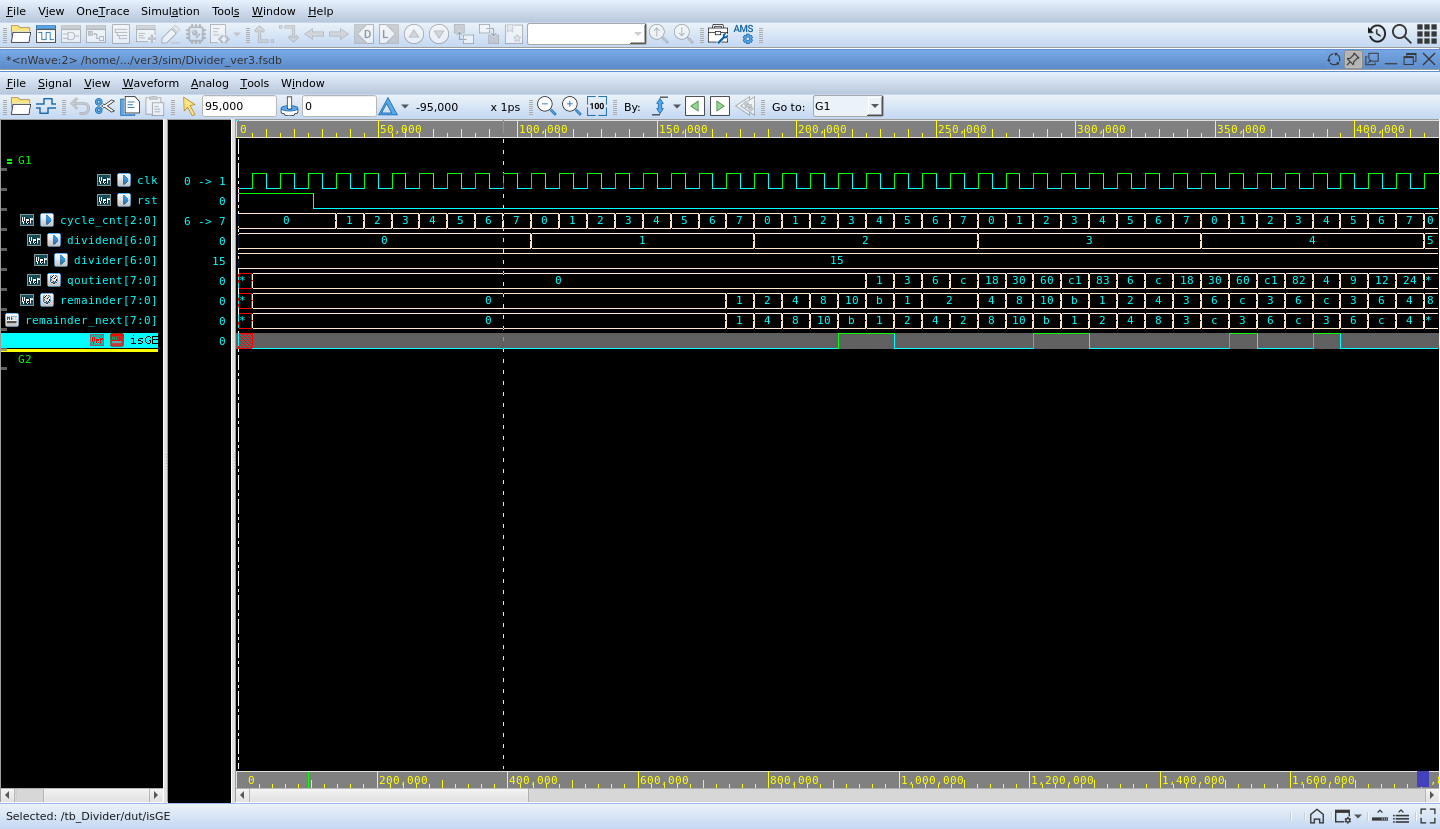 File View OneTrace Simulation Tools Window Help
D L AMS
*<nWave:2> /home/.../ver3/sim/Divider_ver3.fsdb
File Signal View Waveform Analog Tools Window
95,000 0 -95,000 x 1ps 100 By: Go to: G1
0 50,000 100,000 150,000 200,000 250,000 300,000 350,000 400,000
G1
Ver clk 0 -> 1
Ver rst 0
Ver cycle_cnt[2:0] 6 -> 7 0 1 2 3 4 5 6 7 0 1 2 3 4 5 6 7 0 1 2 3 4 5 6 7 0 1 2 3 4 5 6 7 0 1 2 3 4 5 6 7 0
Ver dividend[6:0] 0 0 1 2 3 4 5
Ver divider[6:0] 15 15
Ver qoutient[7:0] 0 * 0 1 3 6 c 18 30 60 c1 83 6 c 18 30 60 c1 82 4 9 12 24 *
Ver remainder[7:0] 0 * 0 1 2 4 8 10 b 1 2 4 8 10 b 1 2 4 3 6 c 3 6 c 3 6 4 8
remainder_next[7:0] 0 * 0 1 4 8 10 b 1 2 4 2 8 10 b 1 2 4 8 3 c 3 6 c 3 6 c 4 *
Ver isGE 0
G2
0 200,000 400,000 600,000 800,000 1,000,000 1,200,000 1,400,000 1,600,000
Selected: /tb_Divider/dut/isGE